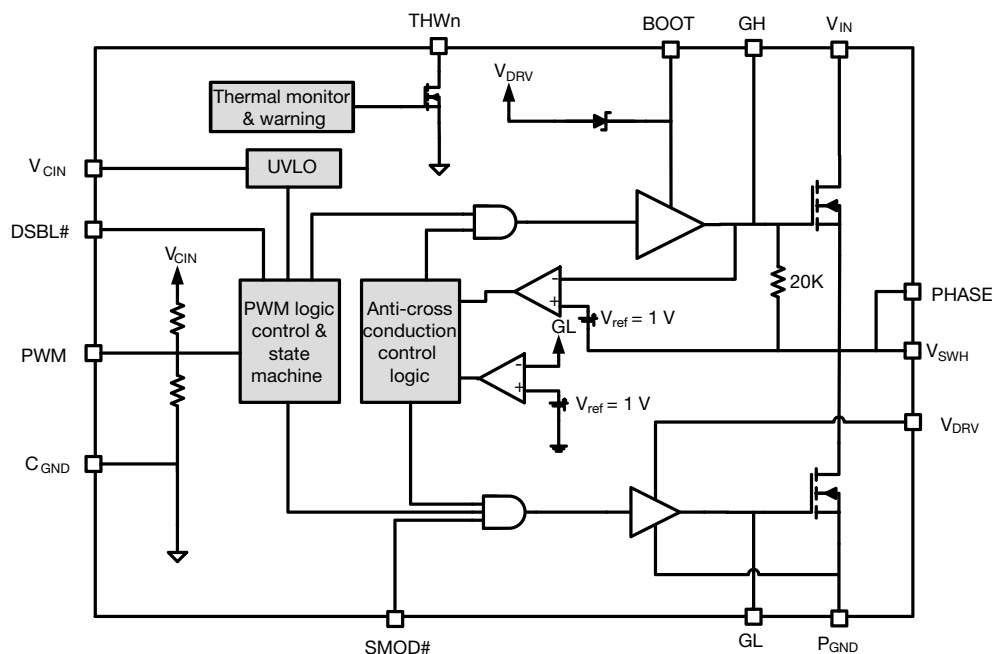 THWn
BOOT
GH
VIN
VDRV
Thermal monitor
& warning
VCIN
UVLO
DSBL#
VCIN
PWM logic
control &
state
machine
Anti-cross
conduction
control
logic
-
+
Vref = 1 V
20K
PHASE
GL
PWM
VSWH
-
+
Vref = 1 V
VDRV
CGND
SMOD#
GL
PGND